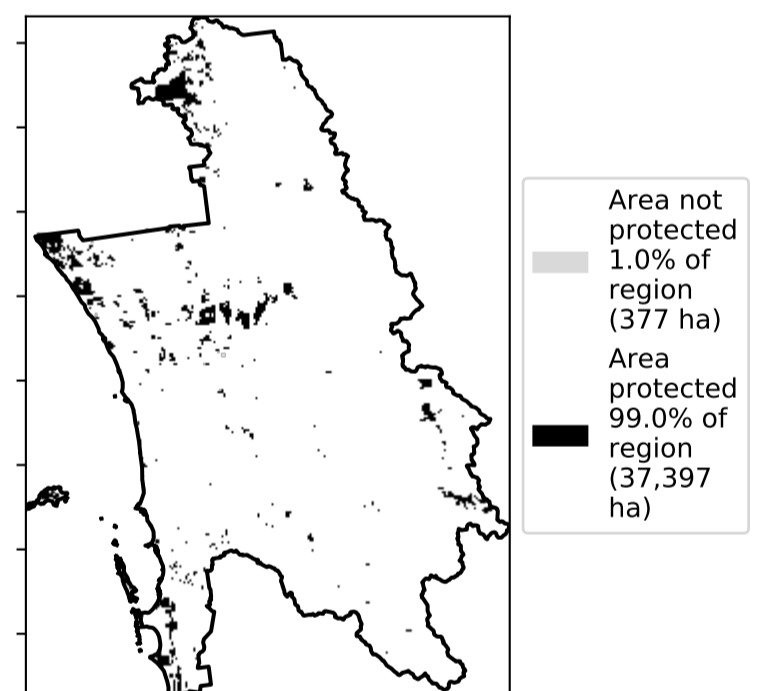 Area not
protected
1.0% of
region
(377 ha)
Area
protected
99.0% of
region
(37,397
ha)